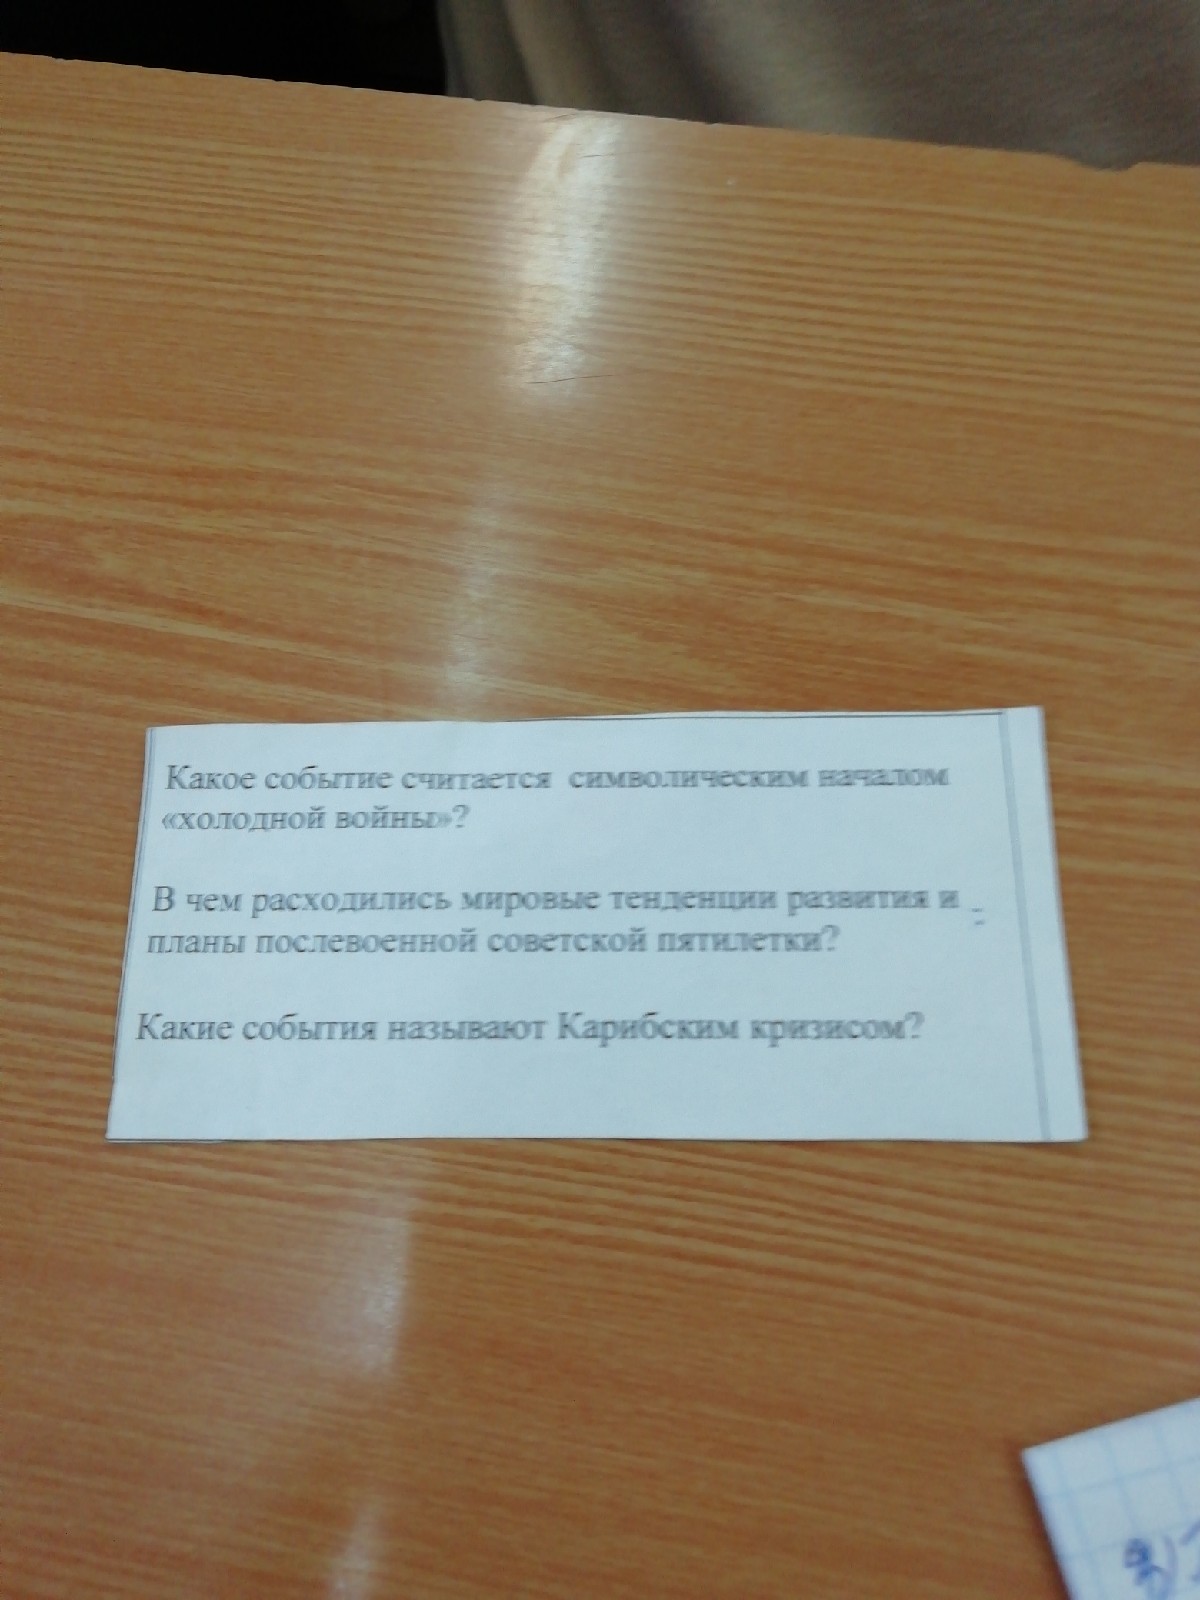 Какое событие считается символическим началом
«холодной войны»?
В чем расходились мировые тенденции развития и
планы послевоенной советской пятилетки?
Какие события называют Карибским кризисом?